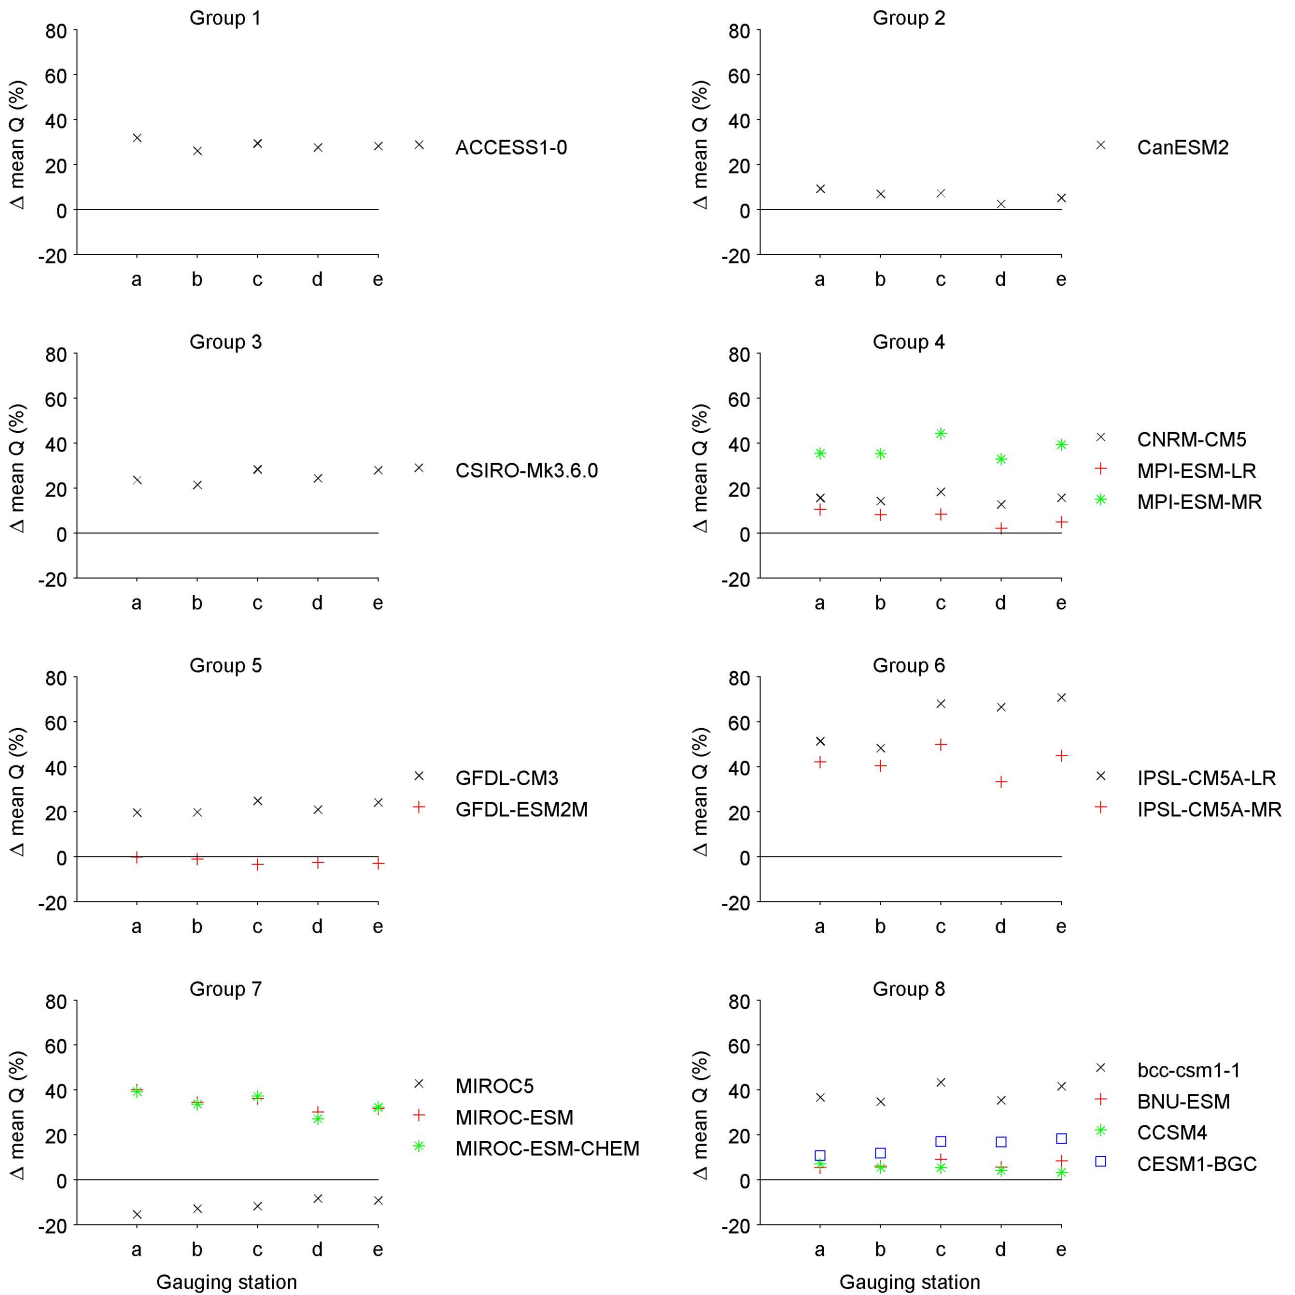 Group 1
80
60
40
20
0
-20
Δ mean Q (%)
a b c d e
ACCESS1-0
Group 2
80
60
40
20
0
-20
Δ mean Q (%)
a b c d e
CanESM2
Group 3
80
60
40
20
0
-20
Δ mean Q (%)
a b c d e
CSIRO-Mk3.6.0
Group 4
80
60
40
20
0
-20
Δ mean Q (%)
a b c d e
CNRM-CM5
MPI-ESM-LR
MPI-ESM-MR
Group 5
80
60
40
20
0
-20
Δ mean Q (%)
a b c d e
GFDL-CM3
GFDL-ESM2M
Group 6
80
60
40
20
0
-20
Δ mean Q (%)
a b c d e
IPSL-CM5A-LR
IPSL-CM5A-MR
Group 7
80
60
40
20
0
-20
Δ mean Q (%)
a b c d e
Gauging station
MIROC5
MIROC-ESM
MIROC-ESM-CHEM
Group 8
80
60
40
20
0
-20
Δ mean Q (%)
a b c d e
Gauging station
bcc-csm1-1
BNU-ESM
CCSM4
CESM1-BGC